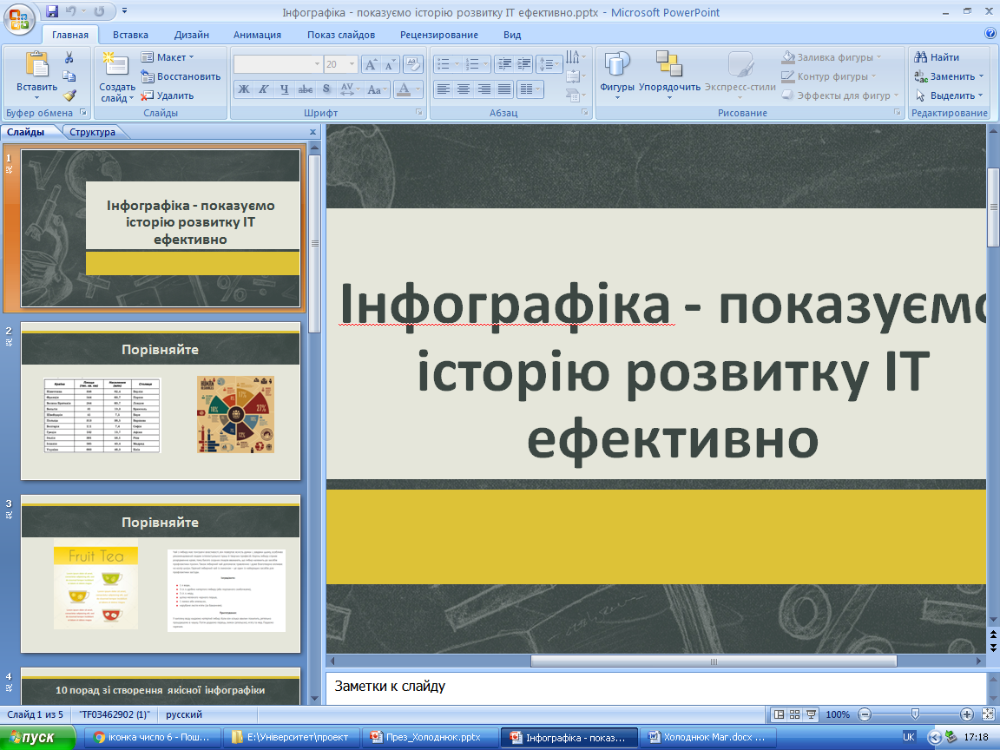 Інфографіка - показуємо історію розвитку IT ефективно.pptx - Microsoft PowerPoint
Главная Вставка Дизайн Анимация Показ слайдов Рецензирование Вид
Вставить
Буфер обмена
Создать слайд
Макет
Восстановить
Удалить
Слайды
20
Ж К Ч abe S AV Aa A
Шрифт
Абзац
Фигуры Упорядочить Экспресс-стили
Заливка фигуры
Контур фигуры
Эффекты для фигур
Рисование
Найти
Заменить
Выделить
Редактирование
Слайды Структура
1
Інфографіка - показуємо
історію розвитку IT
ефективно
2
Порівняйте
3
Порівняйте
Fruit Tea
4
10 порад зі створення якісної інфографіки
Інфографіка - показуємо
історію розвитку IT
ефективно
Заметки к слайду
Слайд 1 из 5 "TF03462902 (1)" русский 100%
пуск іконка число 6 - Пош... E:\Університет\проект През_Холоднюк.pptx Інфографіка - показ... Холоднюк Маг.docx ... UK 17:18